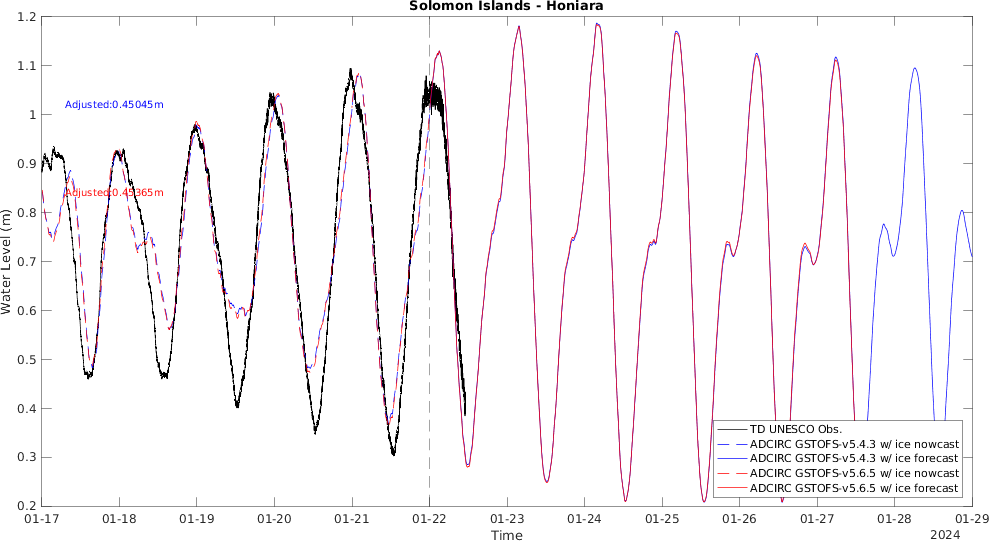 Solomon Islands - Honiara
1.2
1.1
1
0.9
0.8
0.7
0.6
0.5
0.4
0.3
0.2
Water Level (m)
Adjusted:0.45045m
Adjusted:0.45365m
TD UNESCO Obs.
ADCIRC GSTOFS-v5.4.3 w/ ice nowcast
ADCIRC GSTOFS-v5.4.3 w/ ice forecast
ADCIRC GSTOFS-v5.6.5 w/ ice nowcast
ADCIRC GSTOFS-v5.6.5 w/ ice forecast
01-17 01-18 01-19 01-20 01-21 01-22 01-23 01-24 01-25 01-26 01-27 01-28 01-29
Time
2024